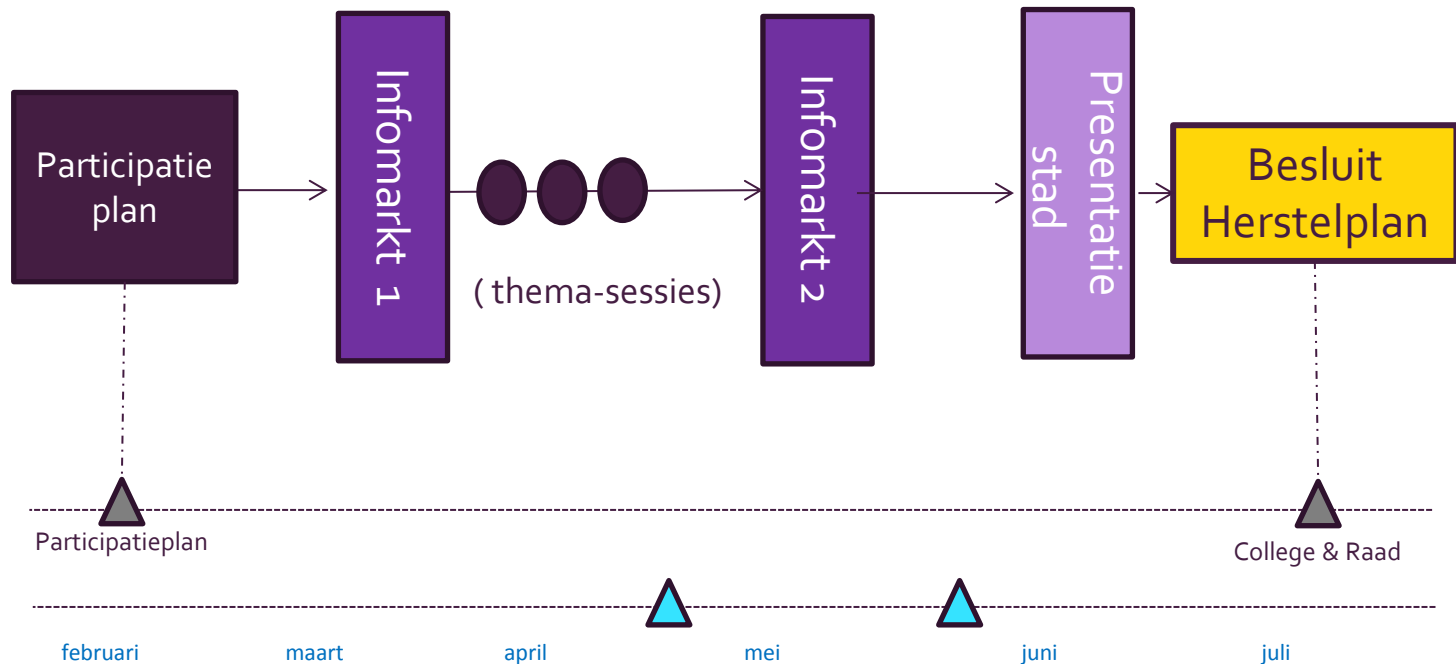 Participatie
plan
Infomarkt 1
( thema-sessies)
Infomarkt 2
Presentatie
stad
Besluit
Herstelplan
Participatieplan
College & Raad
februari
maart
april
mei
juni
juli